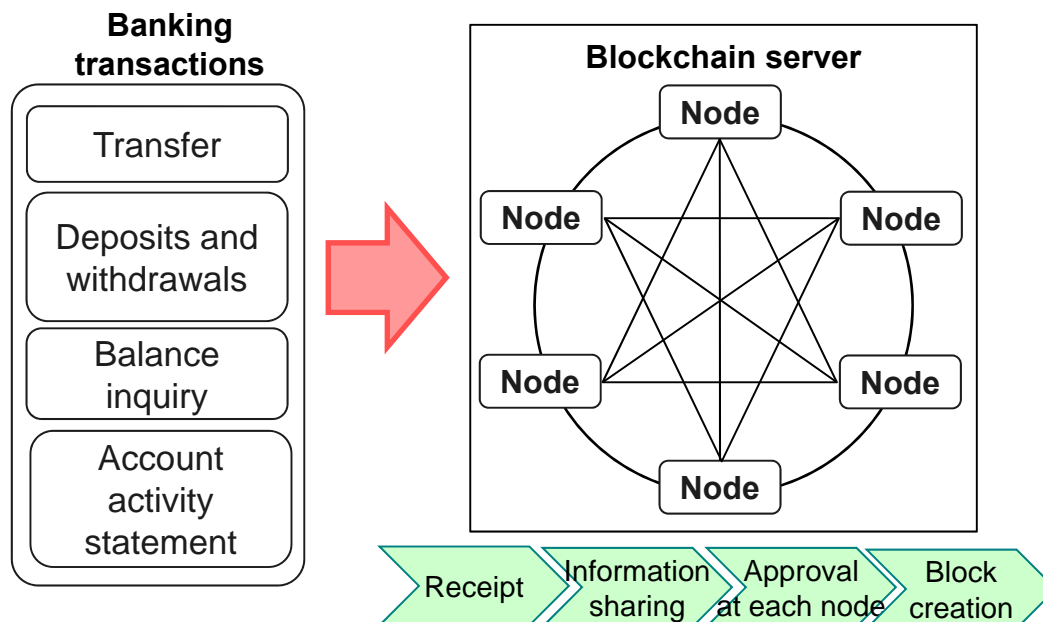 Banking
transactions
Transfer
Deposits and
withdrawals
Balance
inquiry
Account
activity
statement
Blockchain server
Node
Node
Node
Node
Node
Node
Receipt
Information
sharing
Approval
at each node
Block
creation